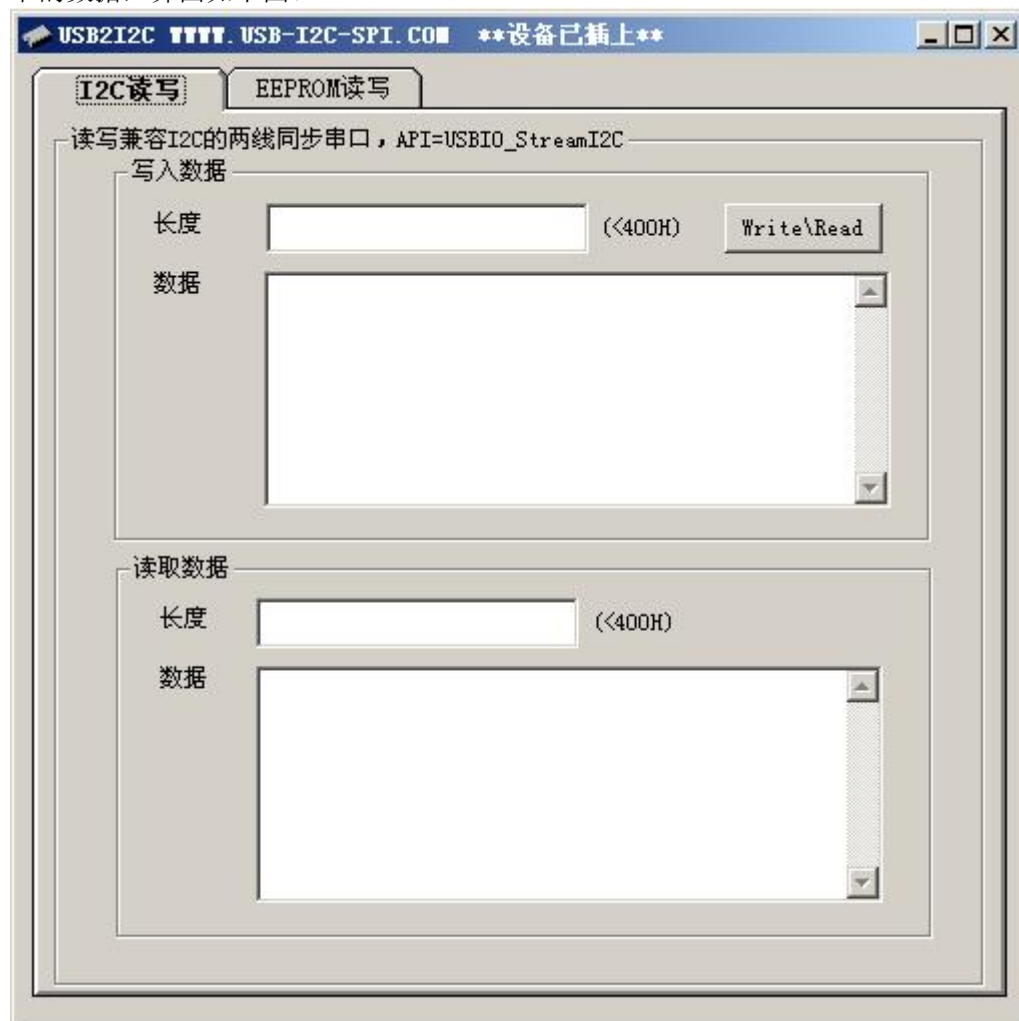 USB2I2C WWWW.USB-I2C-SPI.COM **设备已插上**
I2C读写 EEPROM读写
读写兼容I2C的两线同步串口，API=USBIO_StreamI2C
写入数据
长度 (<400H) Write\Read
数据
读取数据
长度 (<400H)
数据